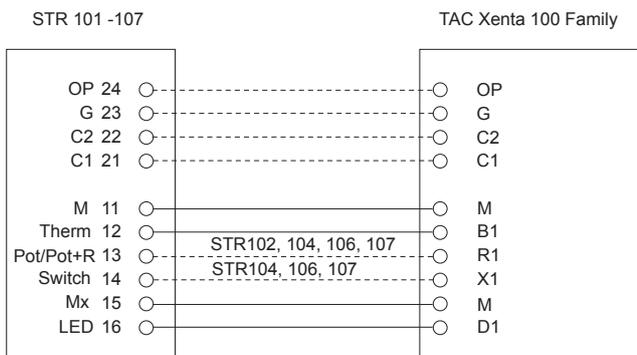 STR 101 -107 TAC Xenta 100 Family
OP 24 OP
G 23 G
C2 22 C2
C1 21 C1
M 11 M
Therm 12 B1
Pot/Pot+R 13 STR102, 104, 106, 107 R1
Switch 14 STR104, 106, 107 X1
Mx 15 M
LED 16 D1